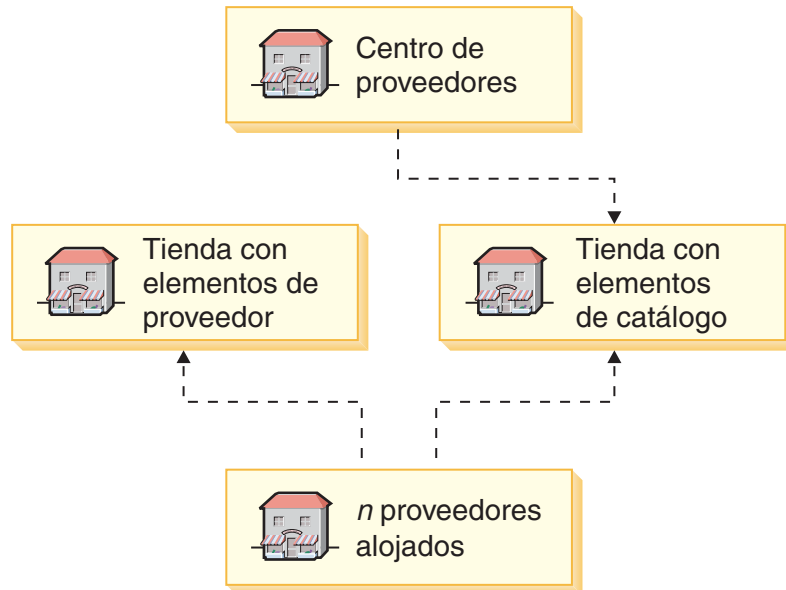 Centro de
proveedores
Tienda con
elementos de
proveedor
Tienda con
elementos
de catálogo
n proveedores
alojados